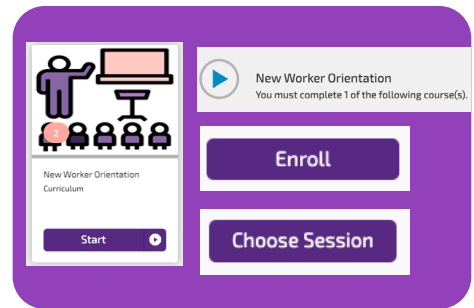 2
New Worker Orientation
Curriculum
Start
New Worker Orientation
You must complete 1 of the following course(s).
Enroll
Choose Session